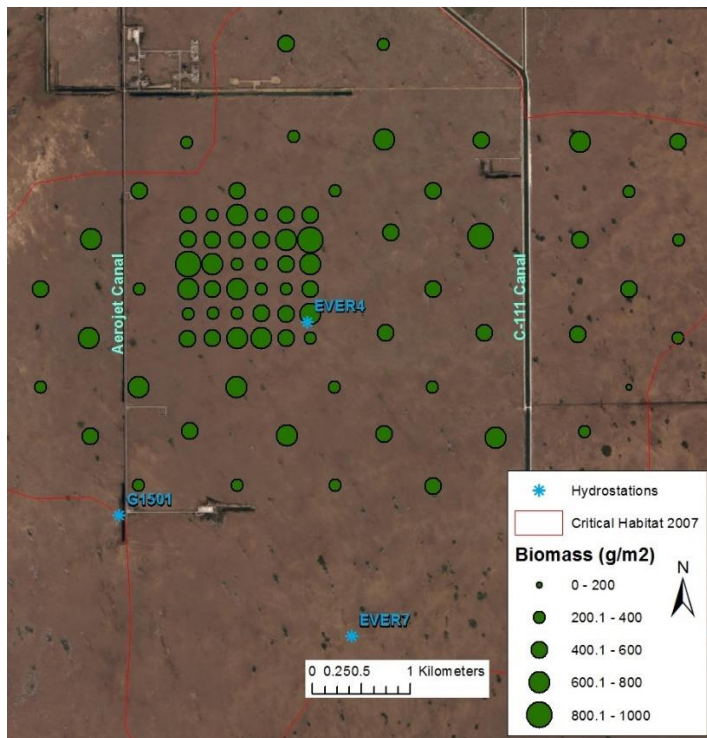 Aerojet Canal
C-111 Canal
EVER4
G1501
EVER7
0 0.250.5 1 Kilometers
Hydrostations
Critical Habitat 2007
Biomass (g/m2)
N
0 - 200
200.1 - 400
400.1 - 600
600.1 - 800
800.1 - 1000